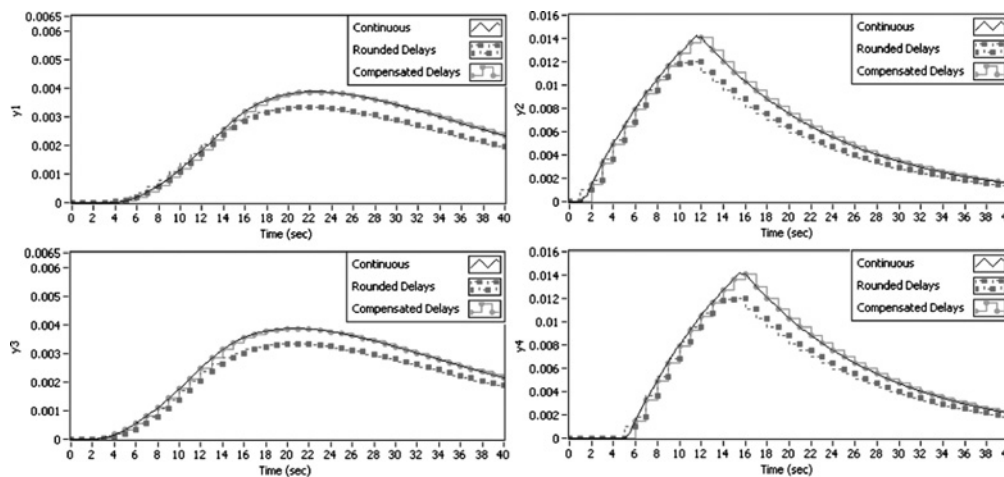 0.0065
0.006
0.005
0.004
0.003
0.002
0.001
0
y1
Continuous
Rounded Delays
Compensated Delays
0 2 4 6 8 10 12 14 16 18 20 22 24 26 28 30 32 34 36 38 40
Time (sec)
0.016
0.014
0.012
0.010
0.008
0.006
0.004
0.002
0
y2
Continuous
Rounded Delays
Compensated Delays
0 2 4 6 8 10 12 14 16 18 20 22 24 26 28 30 32 34 36 38 4
Time (sec)
0.0065
0.006
0.005
0.004
0.003
0.002
0.001
0
y3
Continuous
Rounded Delays
Compensated Delays
0 2 4 6 8 10 12 14 16 18 20 22 24 26 28 30 32 34 36 38 40
Time (sec)
0.016
0.014
0.012
0.01
0.008
0.006
0.004
0.002
0
y4
Continuous
Rounded Delays
Compensated Delays
0 2 4 6 8 10 12 14 16 18 20 22 24 26 28 30 32 34 36 38 4
Time (sec)